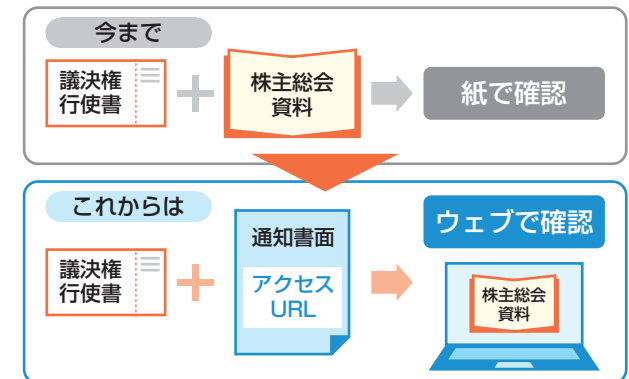 今まで
議決権
行使書
株主総会
資料
紙で確認
これからは
議決権
行使書
通知書面
アクセス
URL
ウェブで確認
株主総会
資料